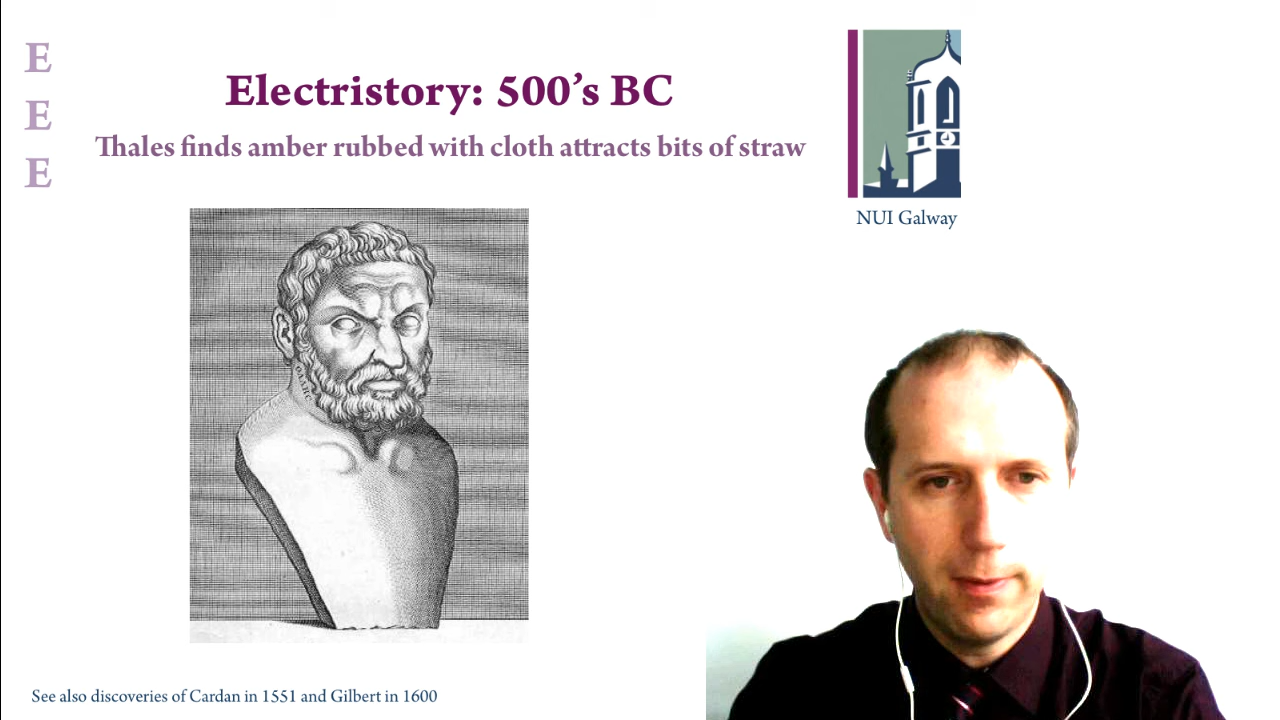 E
E
E
Electristory: 500’s BC
Thales finds amber rubbed with cloth attracts bits of straw
NUI Galway
See also discoveries of Cardan in 1551 and Gilbert in 1600